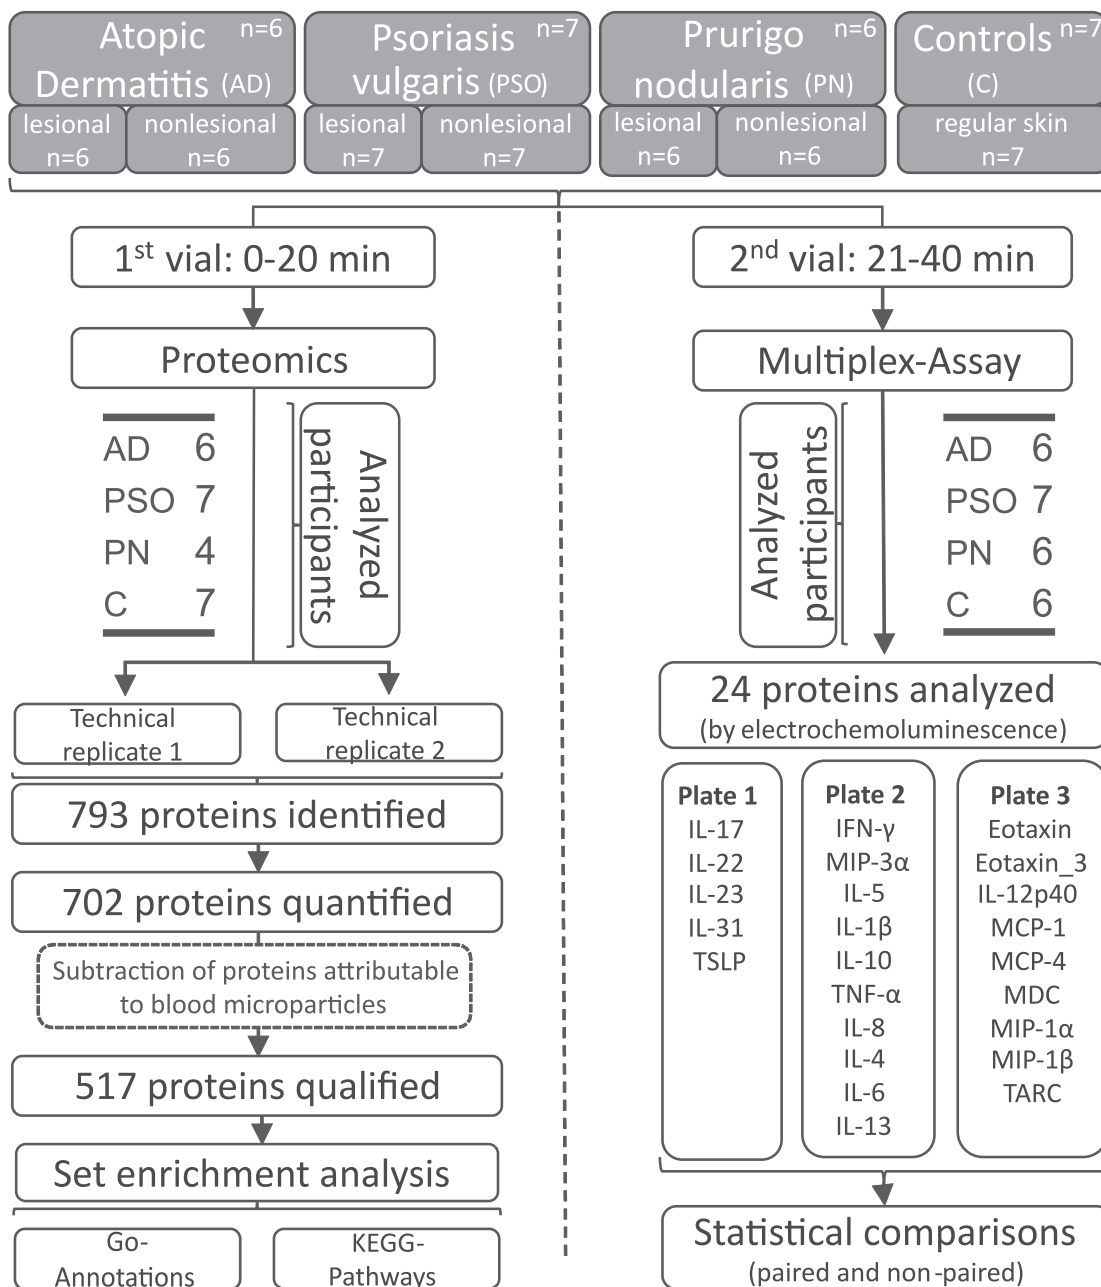 Atopic n=6
Dermatitis (AD)
lesional
n=6
nonlesional
n=6
Psoriasis n=7
vulgaris (PSO)
lesional
n=7
nonlesional
n=7
Prurigo n=6
nodularis (PN)
lesional
n=6
nonlesional
n=6
Controls n=7
(C)
regular skin
n=7
1st vial: 0-20 min
Proteomics
AD 6
PSO 7
PN 4
C 7
Analyzed
participants
Technical
replicate 1
Technical
replicate 2
793 proteins identified
702 proteins quantified
Subtraction of proteins attributable
to blood microparticles
517 proteins qualified
Set enrichment analysis
Go-
Annotations
KEGG-
Pathways
2nd vial: 21-40 min
Multiplex-Assay
Analyzed
participants
AD 6
PSO 7
PN 6
C 6
24 proteins analyzed
(by electrochemoluminescence)
Plate 1
IL-17
IL-22
IL-23
IL-31
TSLP
Plate 2
IFN-γ
MIP-3α
IL-5
IL-1β
IL-10
TNF-α
IL-8
IL-4
IL-6
IL-13
Plate 3
Eotaxin
Eotaxin_3
IL-12p40
MCP-1
MCP-4
MDC
MIP-1α
MIP-1β
TARC
Statistical comparisons
(paired and non-paired)